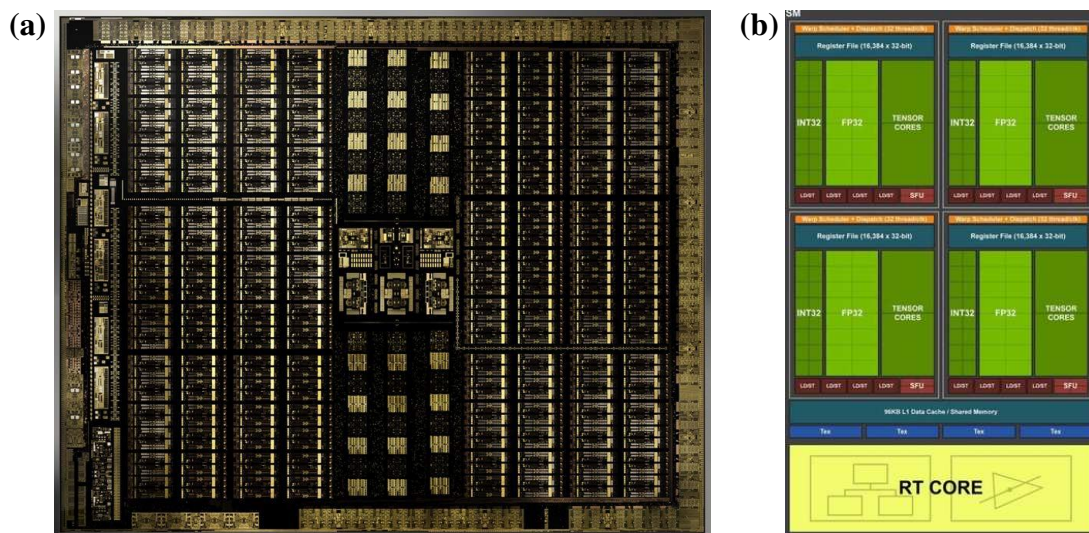 (a)
(b)
SM
Warp Scheduler + Dispatch (32 thread/clk)
Warp Scheduler + Dispatch (32 thread/clk)
Register File (16,384 x 32-bit)
Register File (16,384 x 32-bit)
INT32 FP32 TENSOR CORES
INT32 FP32 TENSOR CORES
LD/ST LD/ST LD/ST LD/ST SFU
LD/ST LD/ST LD/ST LD/ST SFU
Warp Scheduler + Dispatch (32 thread/clk)
Warp Scheduler + Dispatch (32 thread/clk)
Register File (16,384 x 32-bit)
Register File (16,384 x 32-bit)
INT32 FP32 TENSOR CORES
INT32 FP32 TENSOR CORES
LD/ST LD/ST LD/ST LD/ST SFU
LD/ST LD/ST LD/ST LD/ST SFU
96KB L1 Data Cache / Shared Memory
Tex Tex Tex Tex
RT CORE